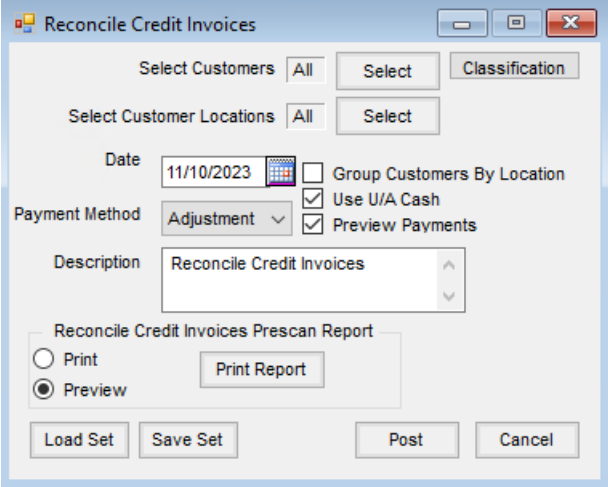 Reconcile Credit Invoices
Select Customers All Select Classification
Select Customer Locations All Select
Date 11/10/2023 Group Customers By Location
Use U/A Cash
Payment Method Adjustment Preview Payments
Description Reconcile Credit Invoices
Reconcile Credit Invoices Prescan Report
Print
Print Report
Preview
Load Set Save Set Post Cancel